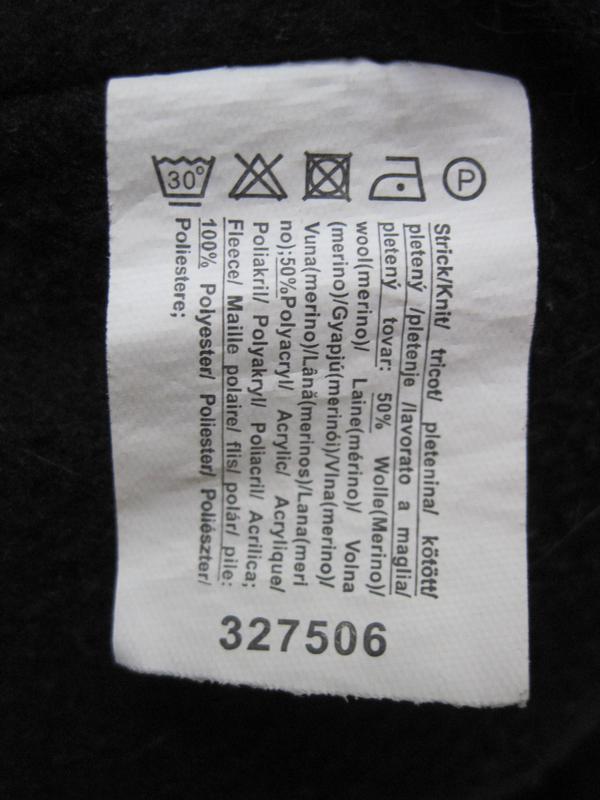 30°
P
Strick/Knit/ tricot/ pletenina/ kötött/
pletený /pletenje /lavorato a maglia/
pletený tovar: 50% Wolle(Merino)/
wool(merino)/ Laine(mérino)/ Volna
(merino)/Gyapjú(merinói)/Vlna(merino)/
Vuna(merino)/Lână(merinos)/Lana(meri
no);50%Polyacryl/ Acrylic/ Acrylique/
Poliakril/ Polyakryl/ Poliacril/ Acrilica;
Fleece/ Maille polaire/ flis/ polár/ pile:
100% Polyester/ Poliester/ Poliészter/
Poliestere;
327506